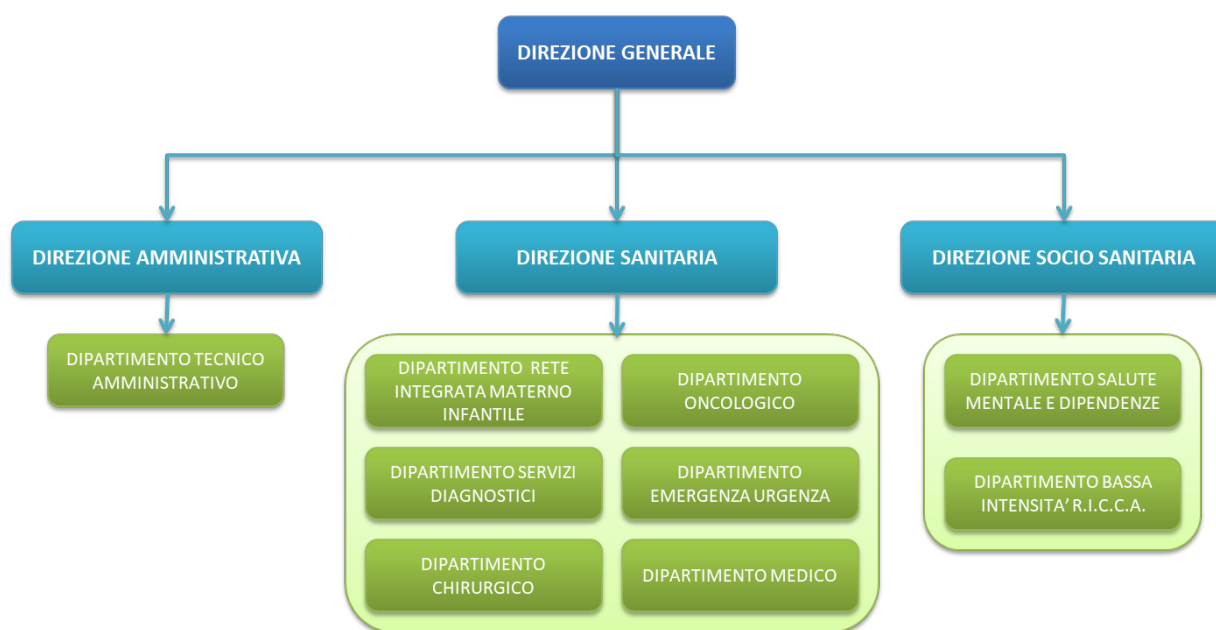 DIREZIONE GENERALE
DIREZIONE AMMINISTRATIVA
DIREZIONE SANITARIA
DIREZIONE SOCIO SANITARIA
DIPARTIMENTO TECNICO
AMMINISTRATIVO
DIPARTIMENTO RETE
INTEGRATA MATERNO
INFANTILE
DIPARTIMENTO
ONCOLOGICO
DIPARTIMENTO SERVIZI
DIAGNOSTICI
DIPARTIMENTO
EMERGENZA URGENZA
DIPARTIMENTO
CHIRURGICO
DIPARTIMENTO MEDICO
DIPARTIMENTO SALUTE
MENTALE E DIPENDENZE
DIPARTIMENTO BASSA
INTENSITA’ R.I.C.C.A.